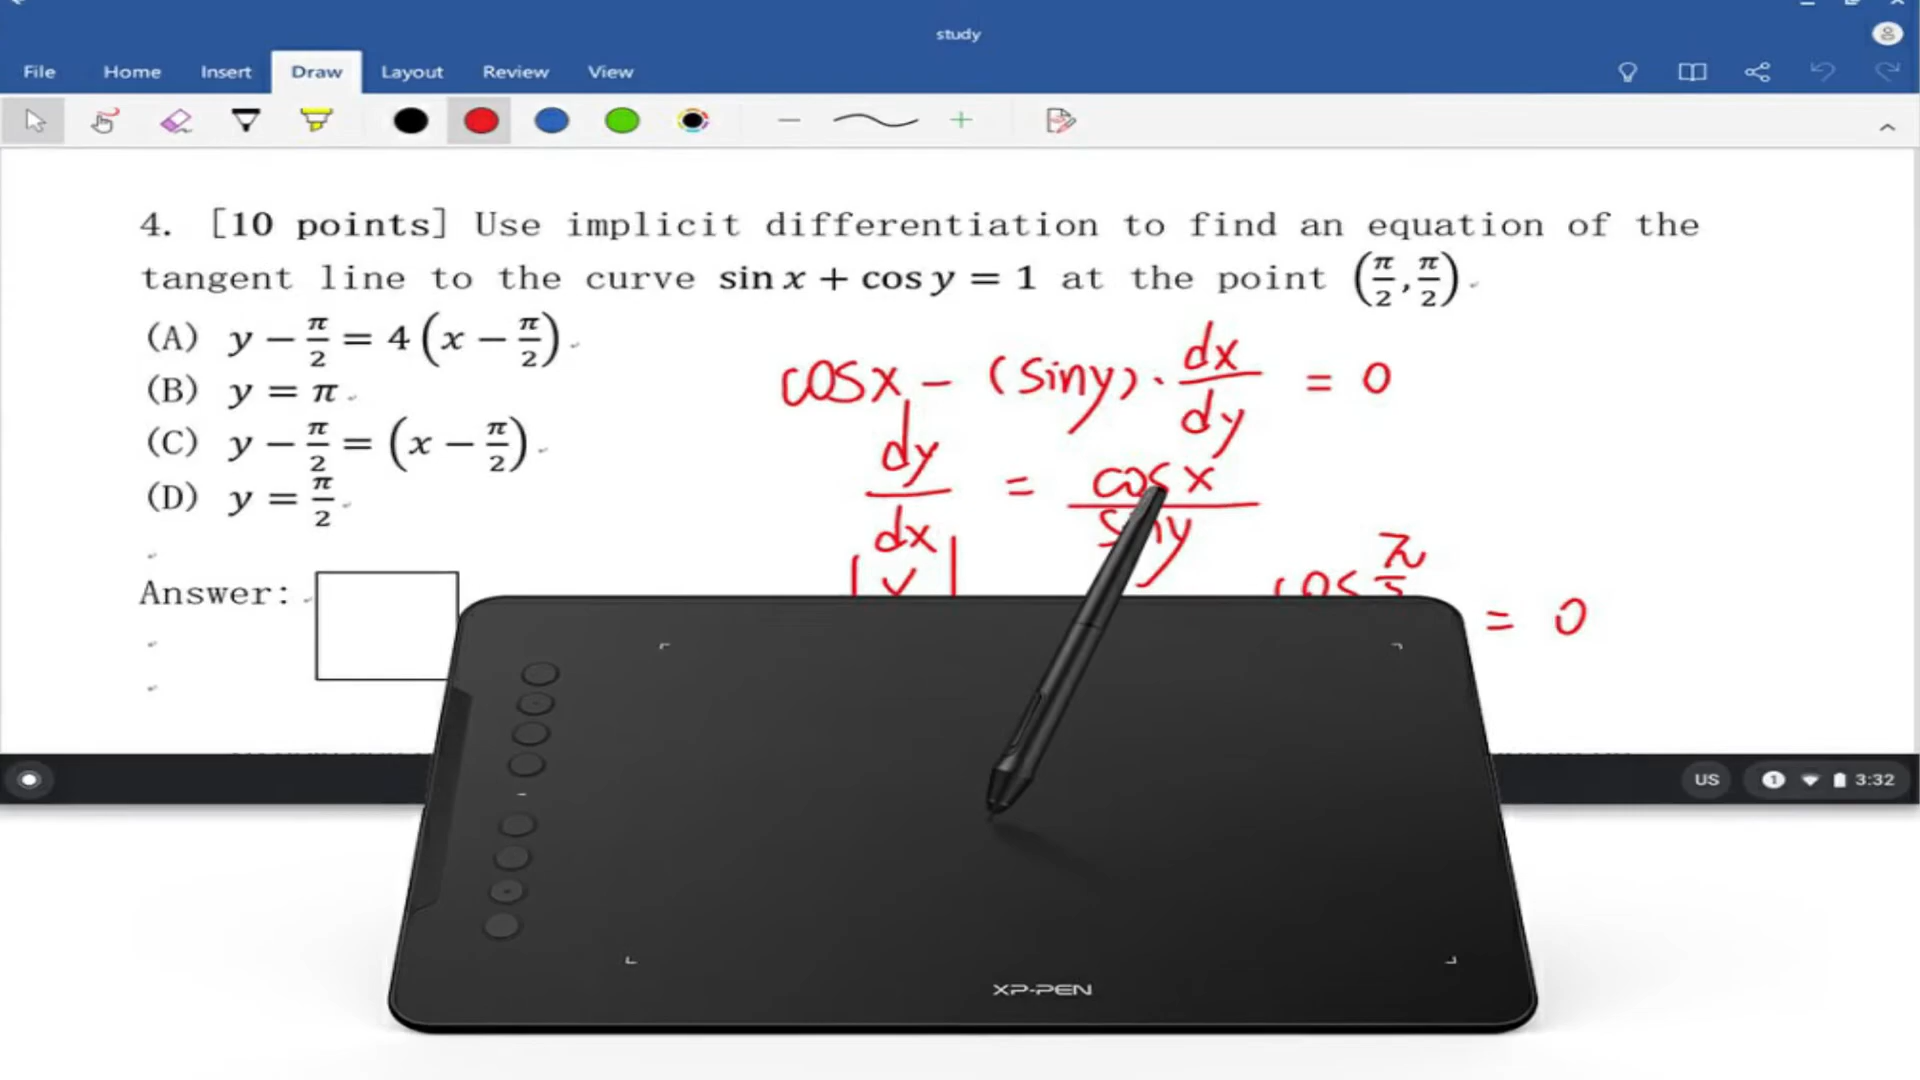 study
File Home Insert Draw Layout Review View
4. [10 points] Use implicit differentiation to find an equation of the
tangent line to the curve sin x + cos y = 1 at the point (π/2, π/2)
(A) y − π/2 = 4 (x − π/2)
(B) y = π
(C) y − π/2 = (x − π/2)
(D) y = π/2
Answer:
cosx − (siny) · dx/dy = 0
dy/dx = cosx/siny
cos π = 0
US 1 3:32
XP-PEN